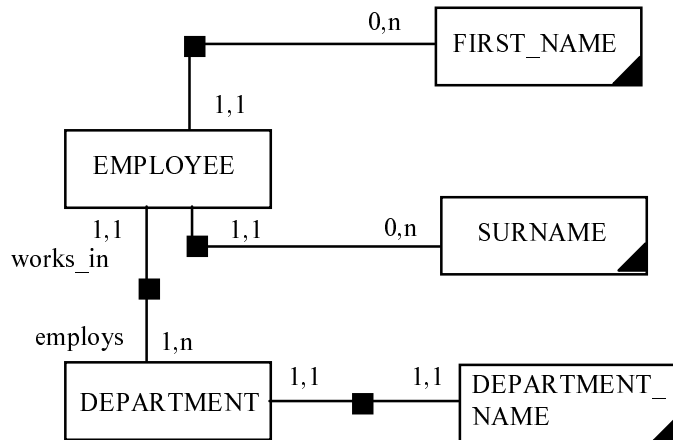 0,n
FIRST_NAME
1,1
EMPLOYEE
1,1
1,1
0,n
SURNAME
works_in
employs
1,n
DEPARTMENT
1,1
1,1
DEPARTMENT_
NAME